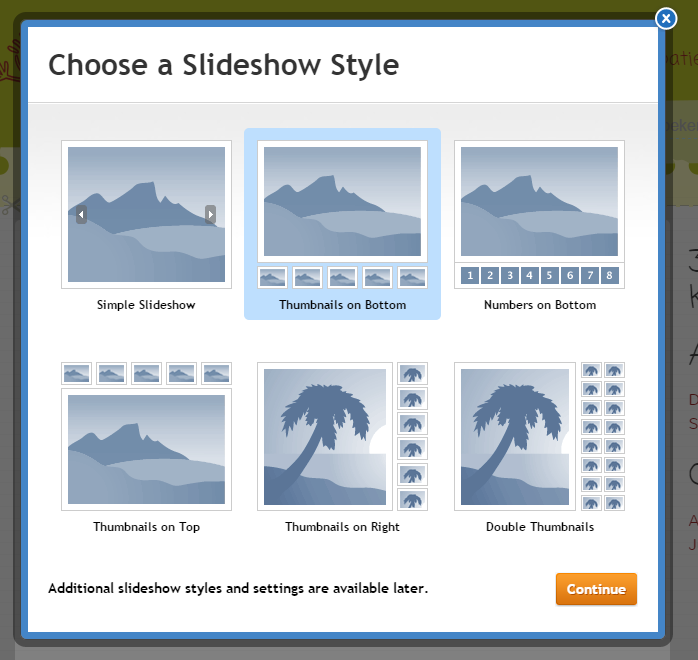 Choose a Slideshow Style
Simple Slideshow
Thumbnails on Bottom
1 2 3 4 5 6 7 8
Numbers on Bottom
Thumbnails on Top
Thumbnails on Right
Double Thumbnails
Additional slideshow styles and settings are available later.
Continue